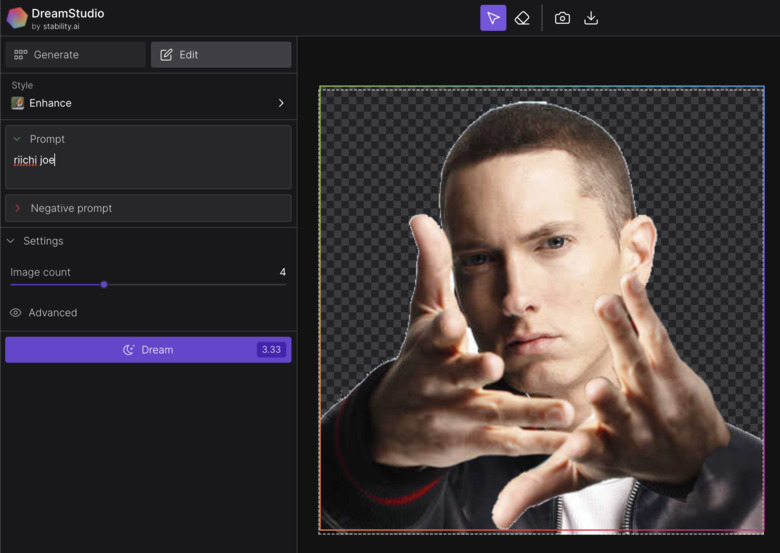 DreamStudio
by stability.ai
Generate
Edit
Style
Enhance
Prompt
riichi joe
Negative prompt
Settings
Image count
4
Advanced
Dream
3.33